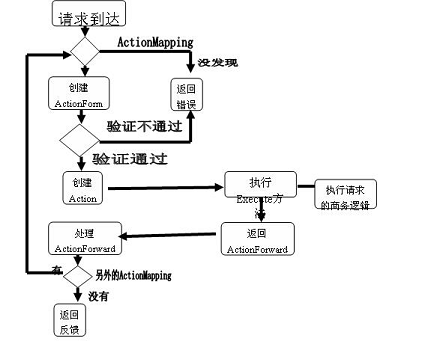 请求到达
ActionMapping
没发现
创建
ActionForm
返回
错误
验证不通过
验证通过
创建
Action
执行
Execute方
法
执行请求
的商务逻辑
处理
ActionForward
返回
ActionForward
有
另外的ActionMapping
没有
返回
反馈